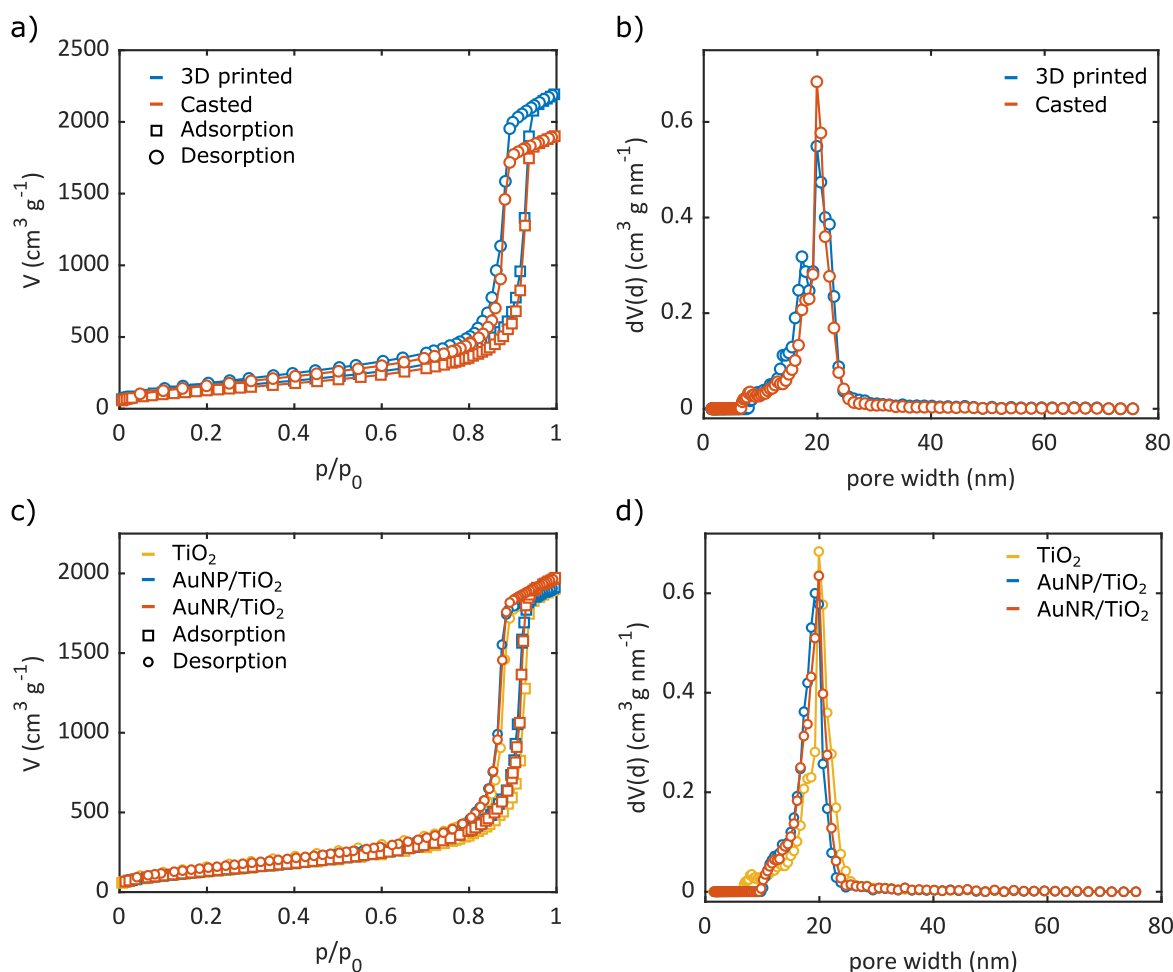 a)
2500
2000
1500
1000
500
0
V (cm³ g⁻¹)
3D printed
Casted
Adsorption
Desorption
0 0.2 0.4 0.6 0.8 1
p/p₀
b)
0.6
0.4
0.2
0
dV(d) (cm³ g nm⁻¹)
3D printed
Casted
0 20 40 60 80
pore width (nm)
c)
2000
1500
1000
500
0
V (cm³ g⁻¹)
TiO₂
AuNP/TiO₂
AuNR/TiO₂
Adsorption
Desorption
0 0.2 0.4 0.6 0.8 1
p/p₀
d)
0.6
0.4
0.2
0
dV(d) (cm³g nm⁻¹)
TiO₂
AuNP/TiO₂
AuNR/TiO₂
0 20 40 60 80
pore width (nm)